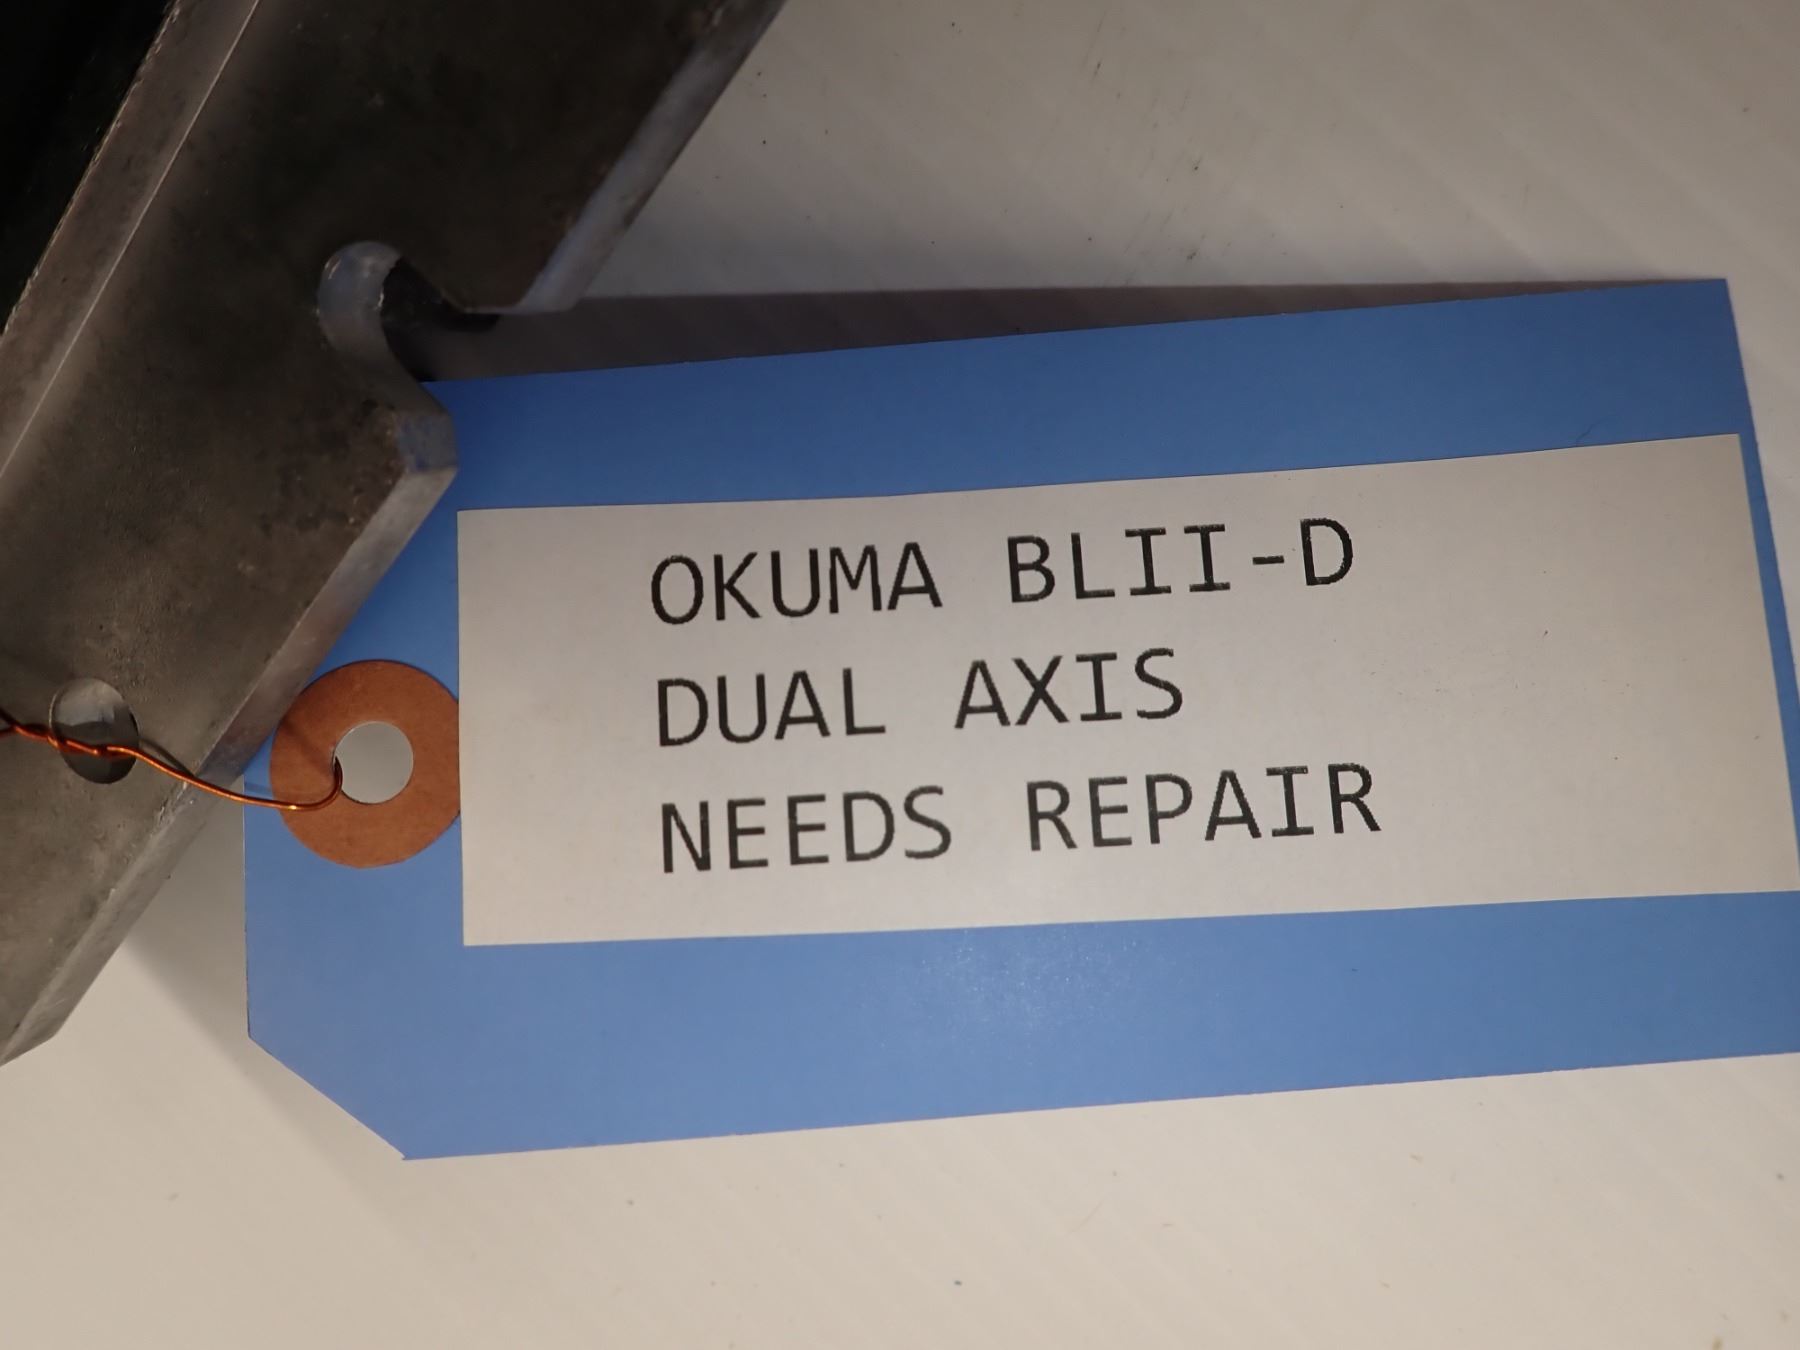 OKUMA BLII-D
DUAL AXIS
NEEDS REPAIR